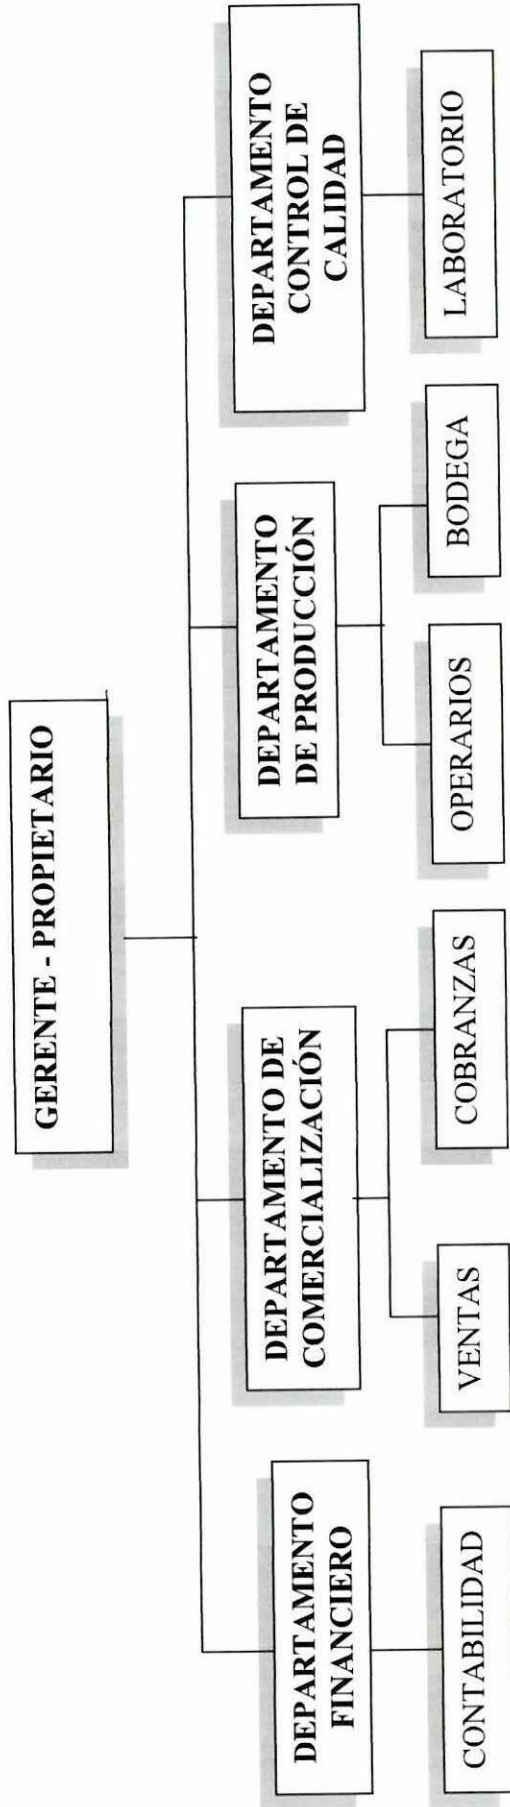 GERENTE - PROPIETARIO
DEPARTAMENTO
FINANCIERO
DEPARTAMENTO DE
COMERCIALIZACIÓN
DEPARTAMENTO
DE PRODUCCIÓN
DEPARTAMENTO
CONTROL DE
CALIDAD
CONTABILIDAD
VENTAS
COBRANZAS
OPERARIOS
BODEGA
LABORATORIO